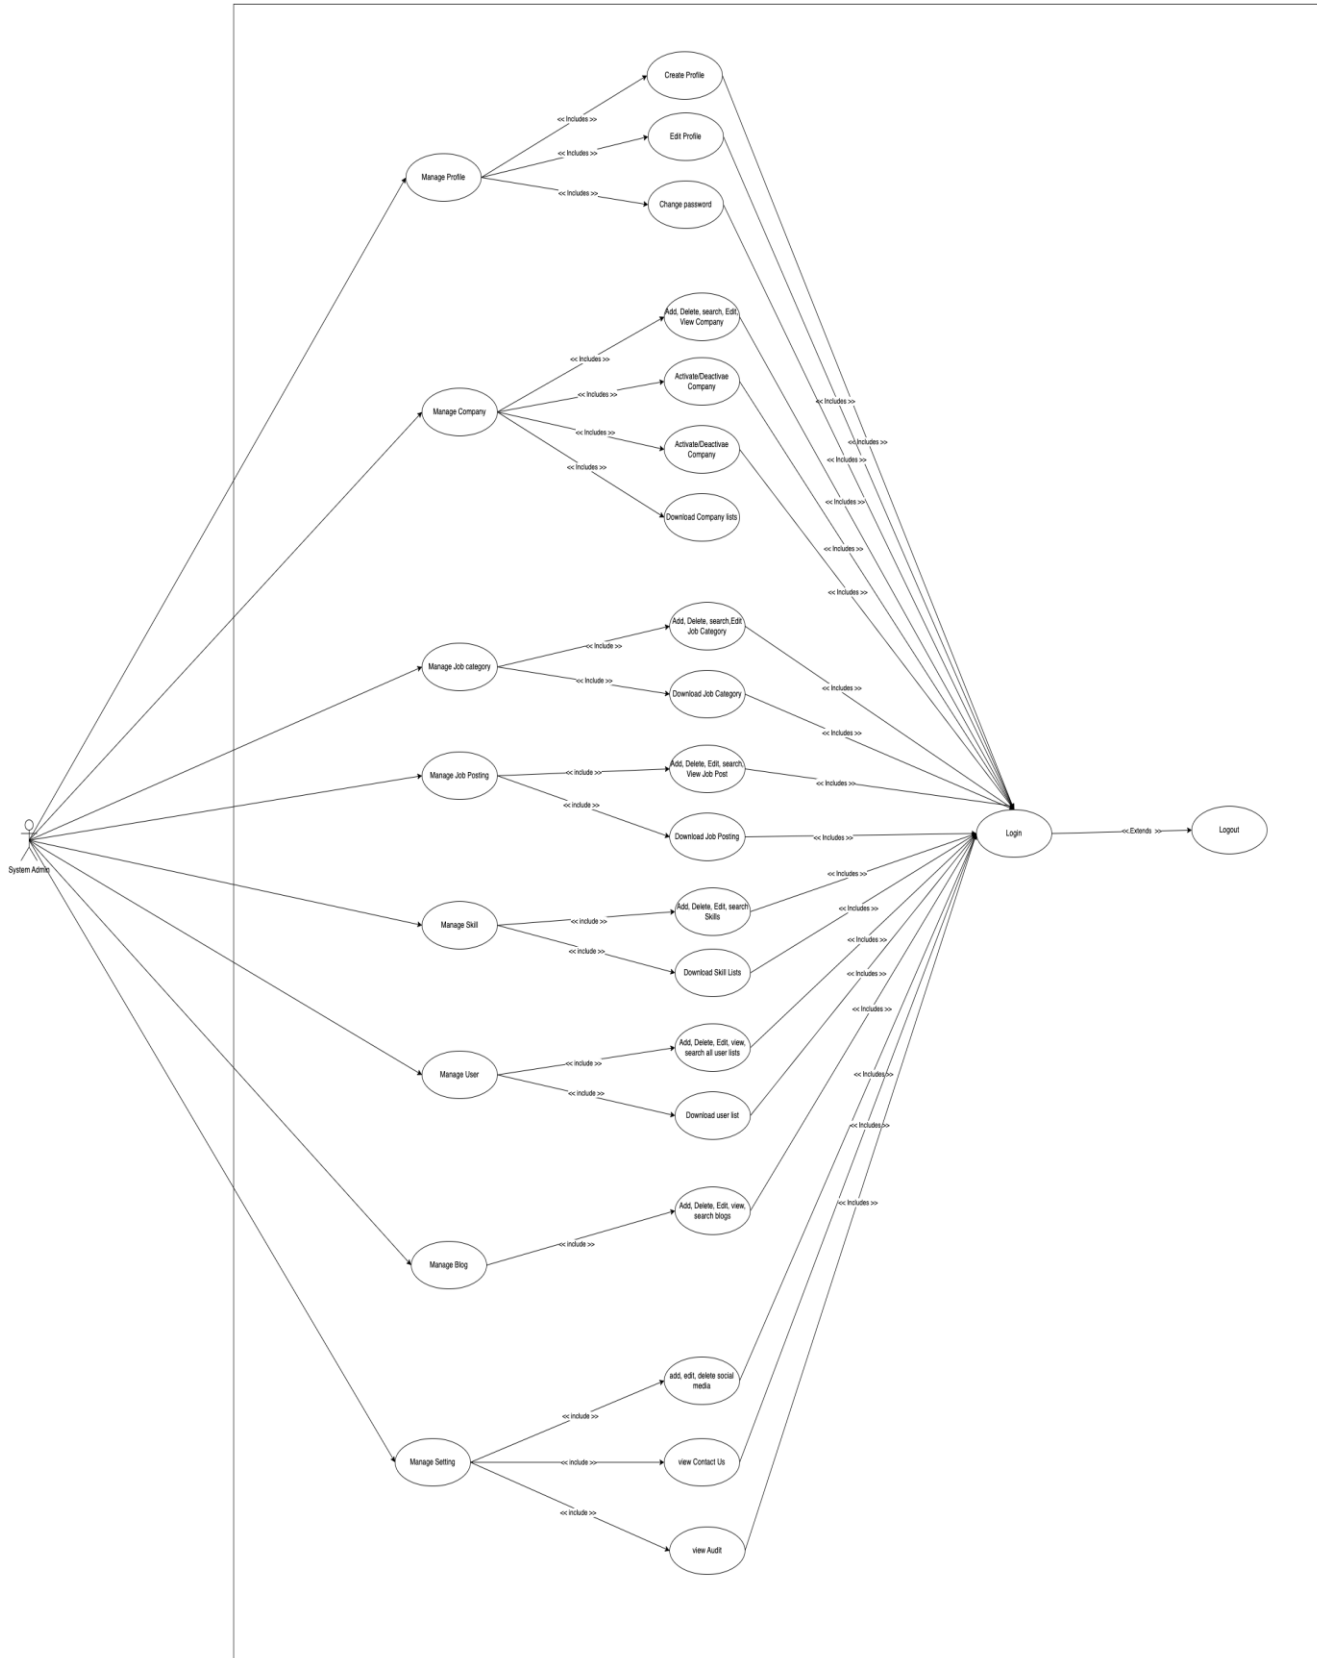 Create Profile
<< Includes >>
Edit Profile
<< Includes >>
Manage Profile
<< Includes >>
Change password
Add, Delete, search, Edit,
View Company
<< Includes >>
Activate/Deactivae
Company
<< Includes >>
Manage Company
<< Includes >>
Activate/Deactivae
Company
<< Includes >>
Download Company lists
<< Includes >>
<< Includes >>
<< Includes >>
<< Includes >>
<< Includes >>
<< Includes >>
Add, Delete, search,Edit
Job Category
<< Include >>
Manage Job category
<< Include >>
Download Job Category
<< Includes >>
<< Includes >>
Manage Job Posting
<< include >>
Add, Delete, Edit, search,
View Job Post
<< Includes >>
<< include >>
Download Job Posting
<< Includes >>
Login
<< Extends >>
Logout
System Admin
Manage Skill
<< include >>
Add, Delete, Edit, search
Skills
<< Includes >>
<< include >>
Download Skill Lists
<< Includes >>
<< Includes >>
Manage User
<< include >>
Add, Delete, Edit, view,
search all user lists
<< Includes >>
<< include >>
Download user list
<< Includes >>
Manage Blog
<< include >>
Add, Delete, Edit, view,
search blogs
<< Includes >>
<< Includes >>
<< Includes >>
Manage Setting
<< include >>
add, edit, delete social
media
<< include >>
view Contact Us
<< include >>
view Audit